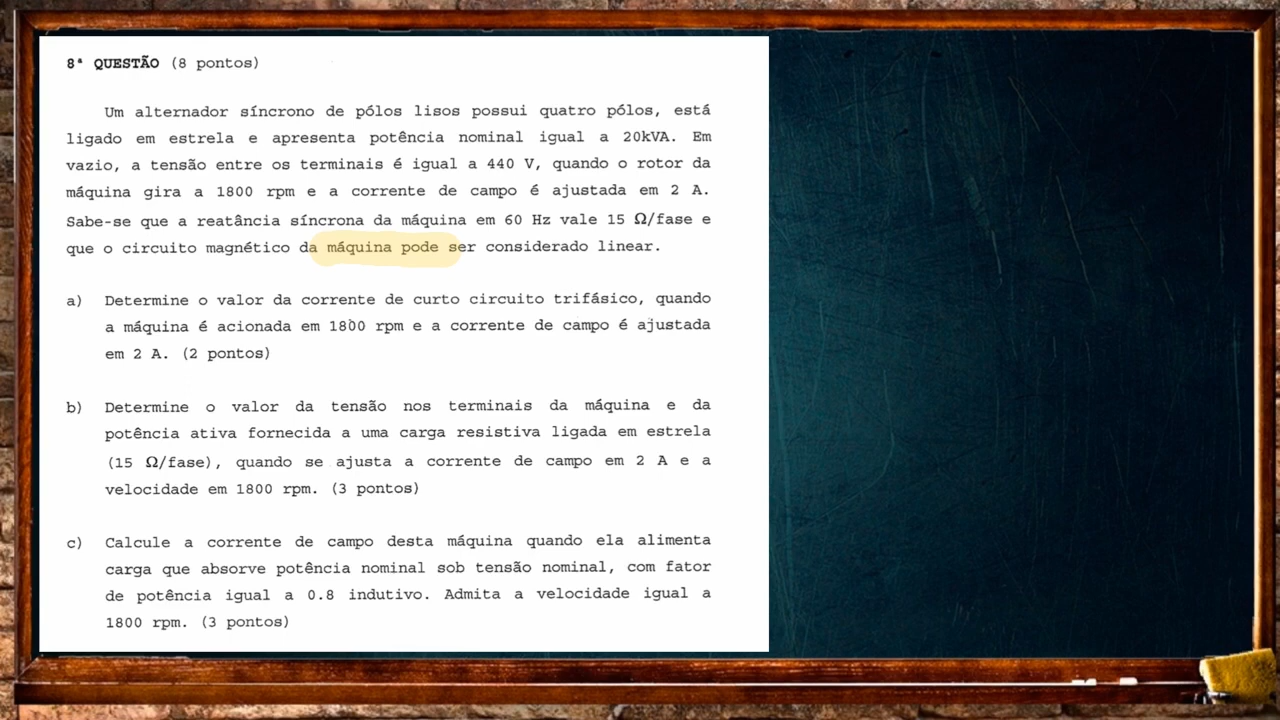 8ª QUESTÃO (8 pontos)
Um alternador síncrono de pólos lisos possui quatro pólos, está
ligado em estrela e apresenta potência nominal igual a 20kVA. Em
vazio, a tensão entre os terminais é igual a 440 V, quando o rotor da
máquina gira a 1800 rpm e a corrente de campo é ajustada em 2 A.
Sabe-se que a reatância síncrona da máquina em 60 Hz vale 15 Ω/fase e
que o circuito magnético da máquina pode ser considerado linear.
a) Determine o valor da corrente de curto circuito trifásico, quando
a máquina é acionada em 1800 rpm e a corrente de campo é ajustada
em 2 A. (2 pontos)
b) Determine o valor da tensão nos terminais da máquina e da
potência ativa fornecida a uma carga resistiva ligada em estrela
(15 Ω/fase), quando se ajusta a corrente de campo em 2 A e a
velocidade em 1800 rpm. (3 pontos)
c) Calcule a corrente de campo desta máquina quando ela alimenta
carga que absorve potência nominal sob tensão nominal, com fator
de potência igual a 0.8 indutivo. Admita a velocidade igual a
1800 rpm. (3 pontos)